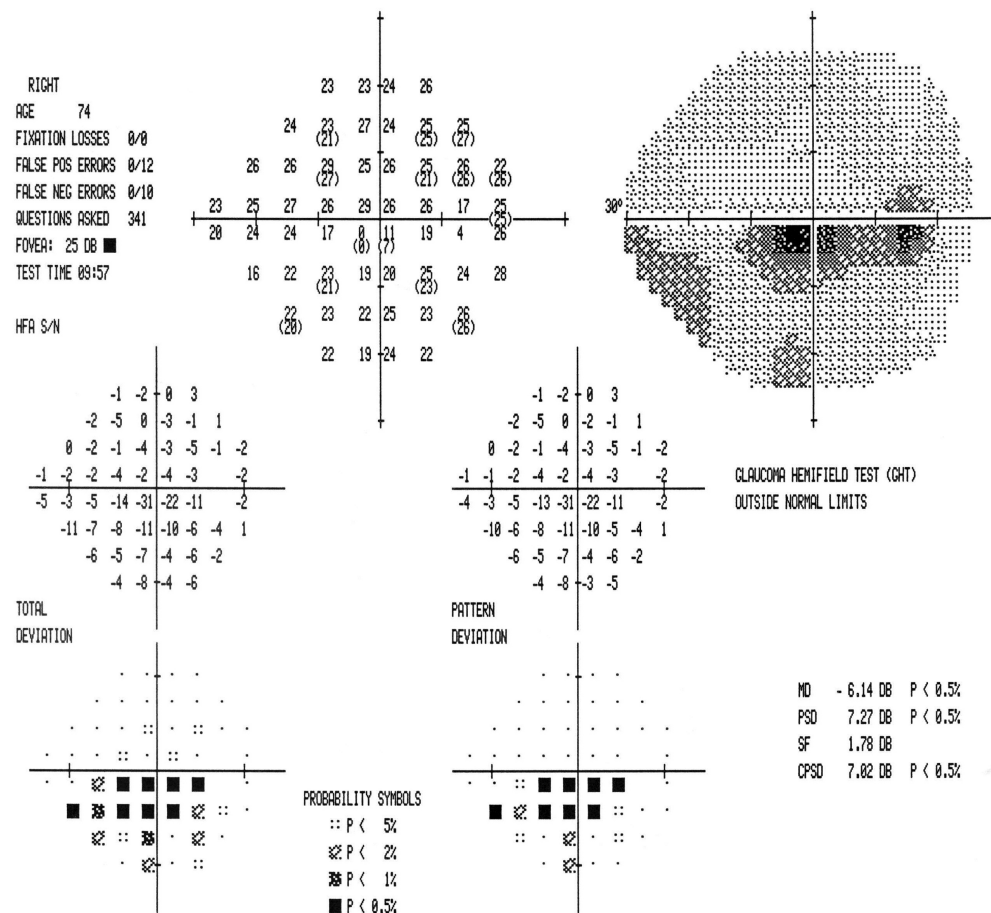 RIGHT
AGE 74
FIXATION LOSSES 0/0
FALSE POS ERRORS 0/12
FALSE NEG ERRORS 0/10
QUESTIONS ASKED 341
FOVEA: 25 DB ■
TEST TIME 09:57
HFA S/N
23 23 24 26
24 23 27 24 25 25
(21) (25) (27)
26 26 29 25 26 25 26 22
(27) (21) (26) (26)
23 25 27 26 29 26 26 17 25
(25)
20 24 24 17 0 11 19 4 26
(0) (7)
16 22 23 19 20 25 24 28
(21) (23)
22 23 22 25 23 26
(20) (26)
22 19 24 22
30°
-1 -2 0 3
-2 -5 0 -3 -1 1
0 -2 -1 -4 -3 -5 -1 -2
-1 -2 -2 -4 -2 -4 -3 -2
-5 -3 -5 -14 -31 -22 -11 -2
-11 -7 -8 -11 -10 -6 -4 1
-6 -5 -7 -4 -6 -2
-4 -8 -4 -6
TOTAL
DEVIATION
-1 -2 0 3
-2 -5 0 -2 -1 1
0 -2 -1 -4 -3 -5 -1 -2
-1 -1 -2 -4 -2 -4 -3 -2
-4 -3 -5 -13 -31 -22 -11 -2
-10 -6 -8 -11 -10 -5 -4 1
-6 -5 -7 -4 -6 -2
-4 -8 -3 -5
PATTERN
DEVIATION
GLAUCOMA HEMIFIELD TEST (GHT)
OUTSIDE NORMAL LIMITS
PROBABILITY SYMBOLS
P < 5%
P < 2%
P < 1%
P < 0.5%
MD - 6.14 DB P < 0.5%
PSD 7.27 DB P < 0.5%
SF 1.78 DB
CPSD 7.02 DB P < 0.5%